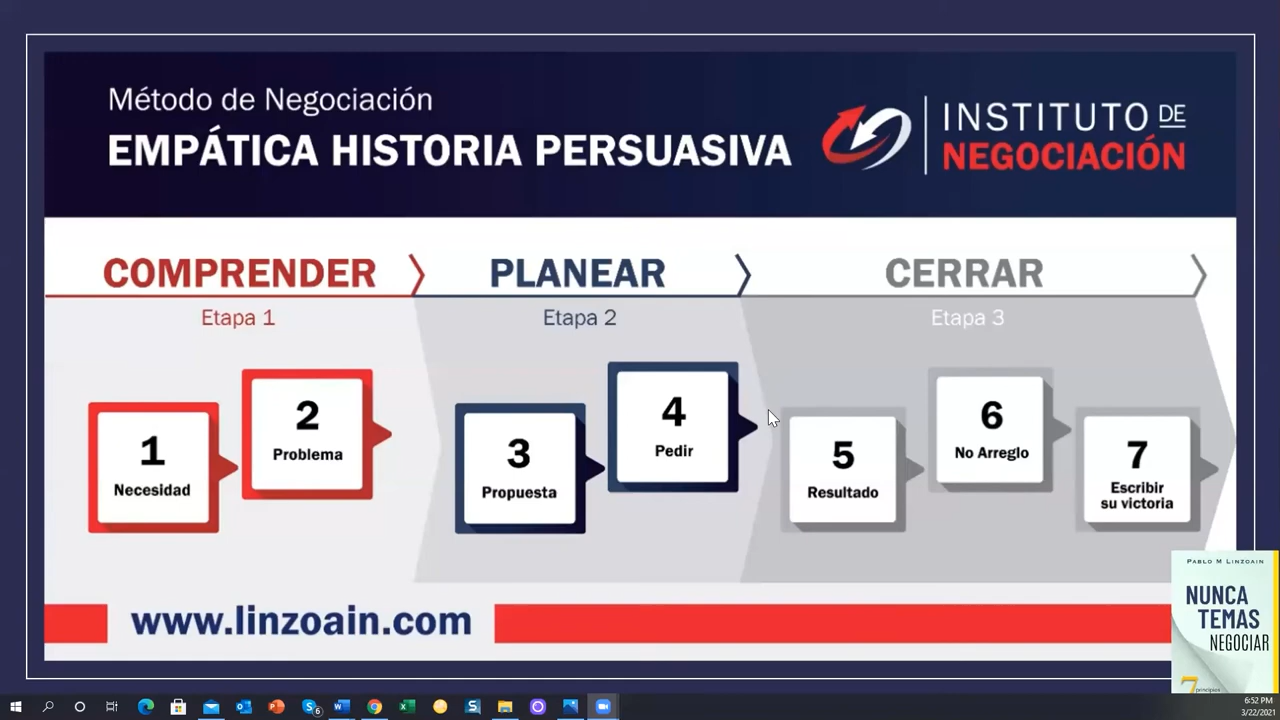 Método de Negociación
EMPÁTICA HISTORIA PERSUASIVA
INSTITUTO DE
NEGOCIACIÓN
COMPRENDER
Etapa 1
PLANEAR
Etapa 2
CERRAR
Etapa 3
1
Necesidad
2
Problema
3
Propuesta
4
Pedir
5
Resultado
6
No Arreglo
7
Escribir
su victoria
www.linzoain.com
PABLO M LINZOAIN
NUNCA
TEMAS
NEGOCIAR
7 principios
6:52 PM
3/22/2021